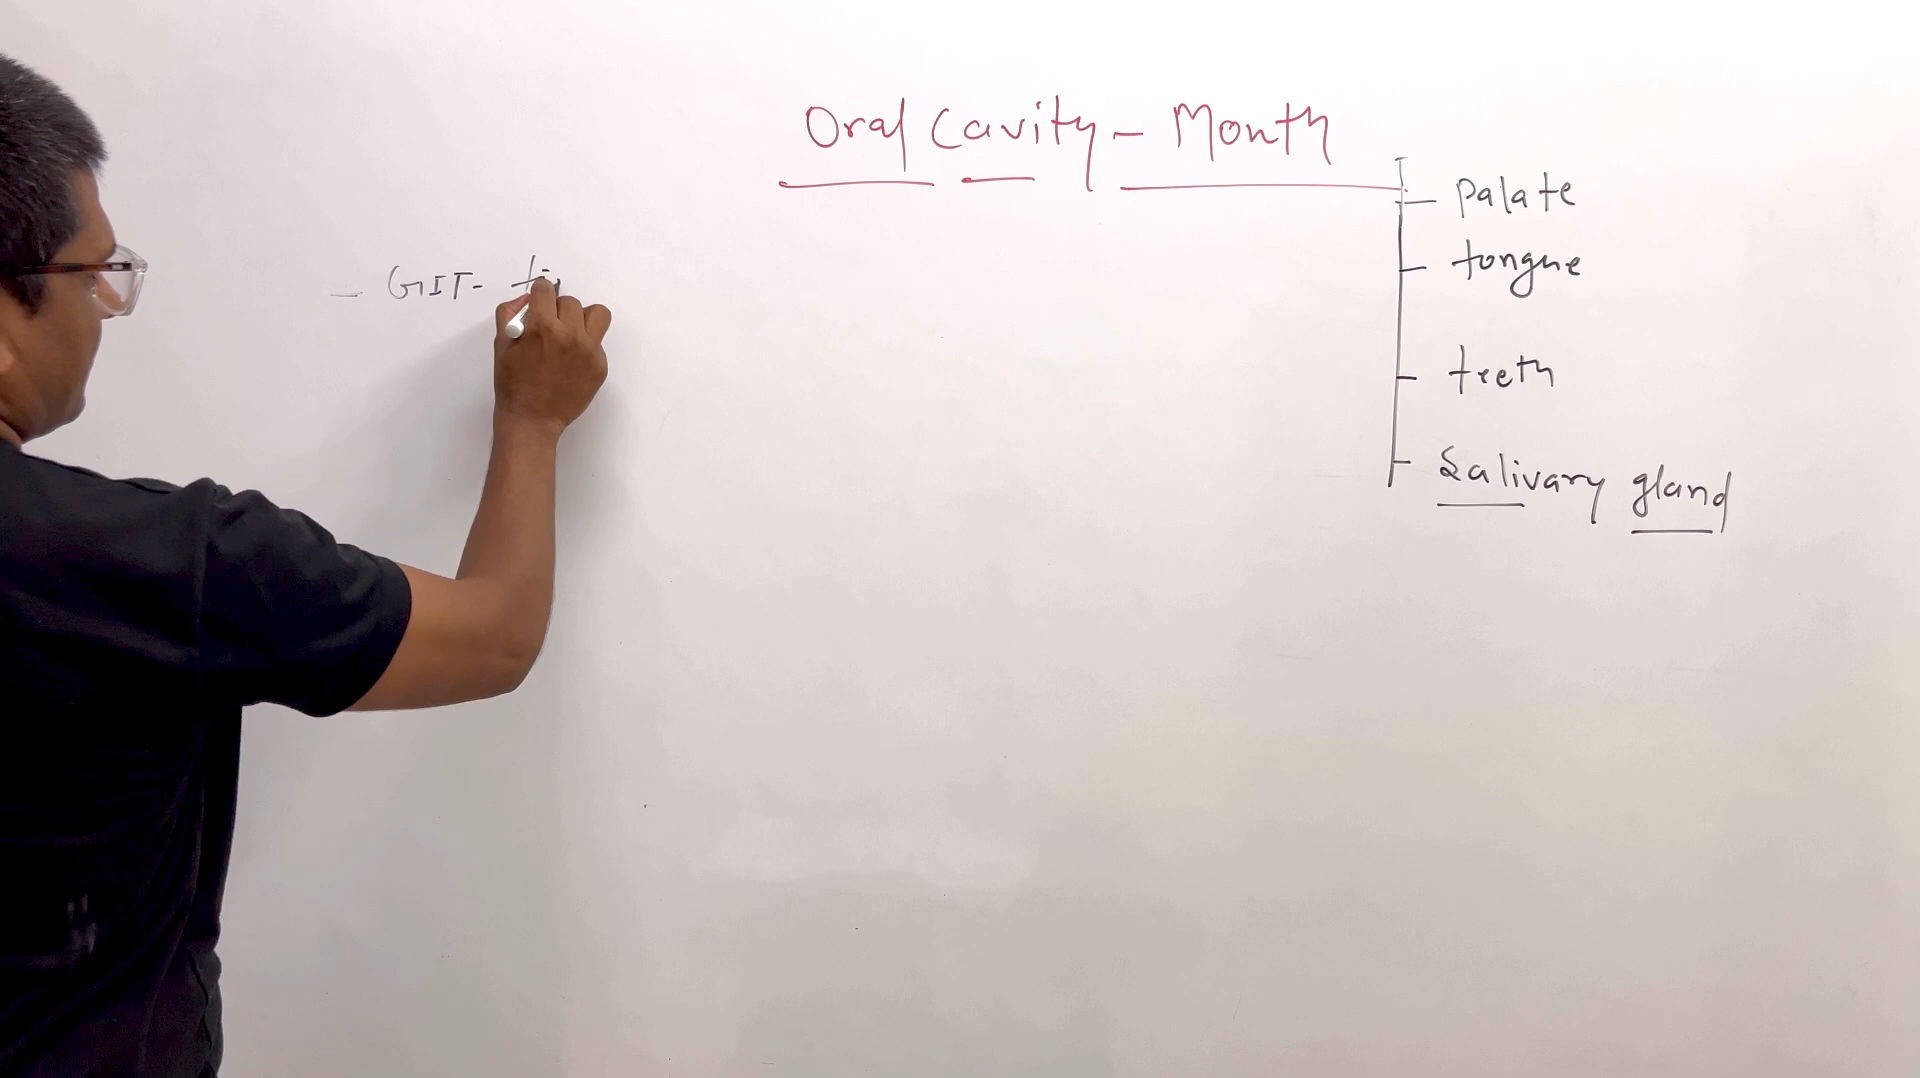 Oral Cavity - Mouth
- Palate
- tongue
- teeth
- Salivary gland
- GIT -